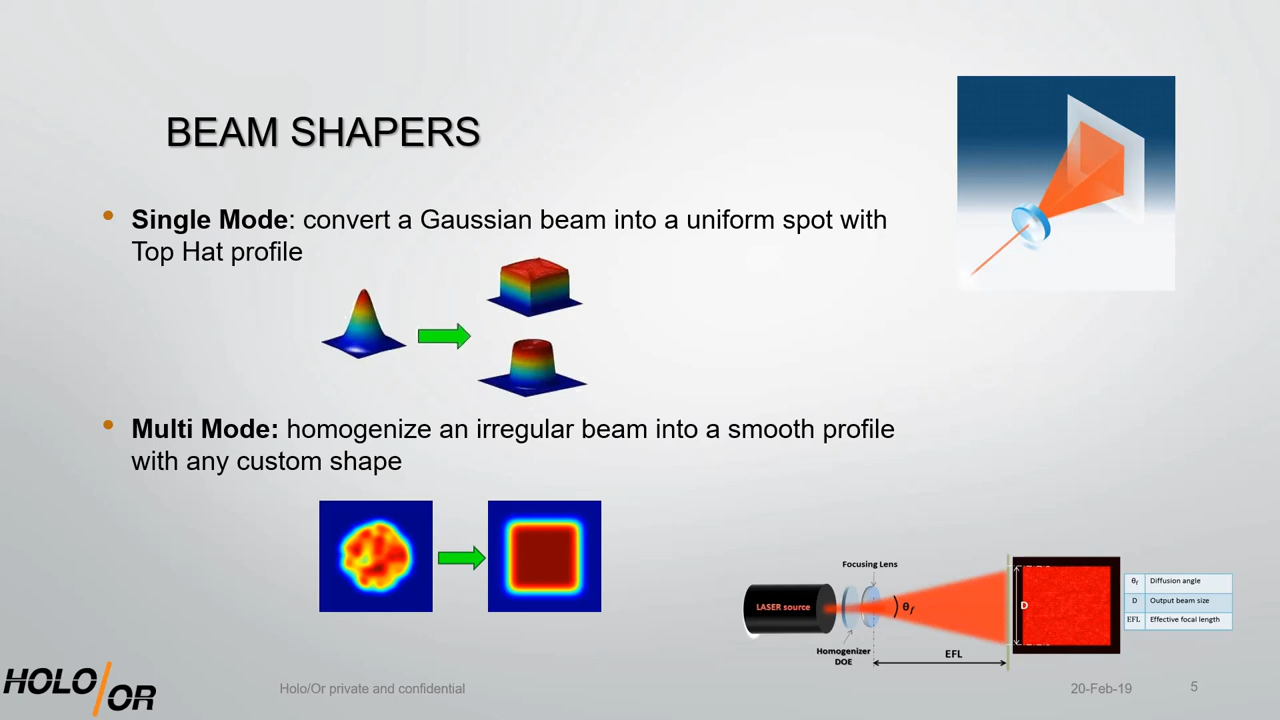 BEAM SHAPERS
• Single Mode: convert a Gaussian beam into a uniform spot with
Top Hat profile
• Multi Mode: homogenize an irregular beam into a smooth profile
with any custom shape
Focusing Lens
LASER source
θf
D
Homogenizer
DOE
EFL
θf Diffusion angle
D Output beam size
EFL Effective focal length
HOLO/OR
Holo/Or private and confidential
20-Feb-19
5